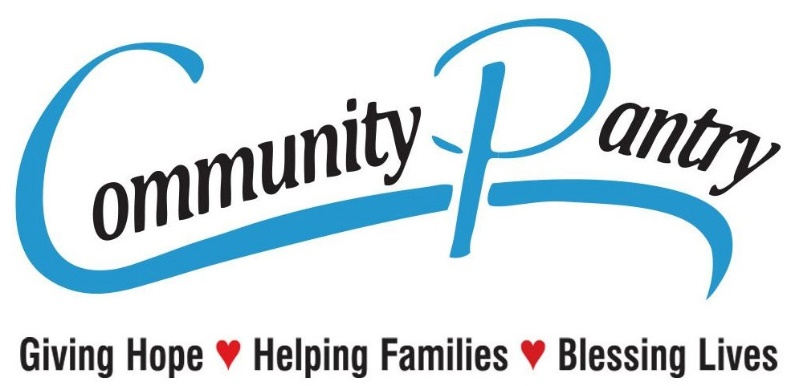 Community Pantry
Giving Hope ♥ Helping Families ♥ Blessing Lives